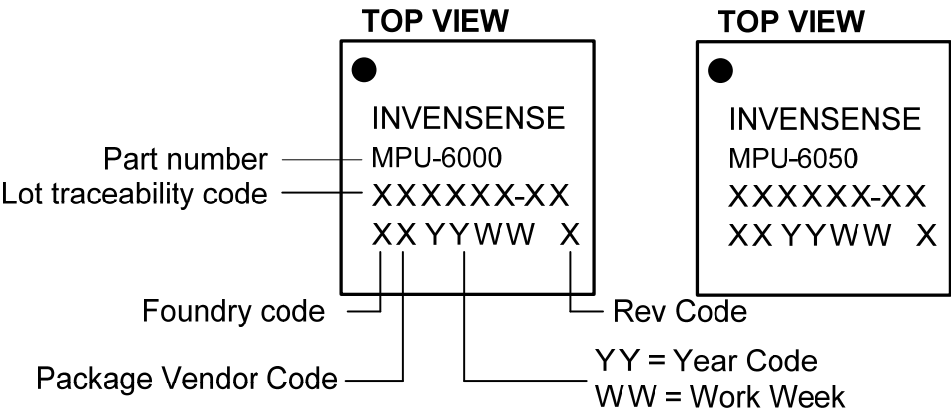 TOP VIEW
INVENSENSE
Part number
MPU-6000
Lot traceability code
XXXXXX-XX
XX YYWW X
Foundry code
Rev Code
Package Vendor Code
YY = Year Code
WW = Work Week
TOP VIEW
INVENSENSE
MPU-6050
XXXXXX-XX
XX YYWW X